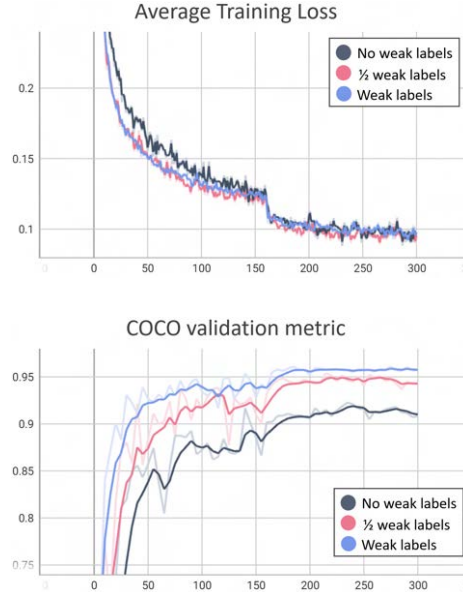 Average Training Loss
No weak labels
½ weak labels
Weak labels
0.2
0.15
0.1
0 0 50 100 150 200 250 300
COCO validation metric
0.95
0.9
0.85
0.8
0.75
No weak labels
½ weak labels
Weak labels
0 0 50 100 150 200 250 300